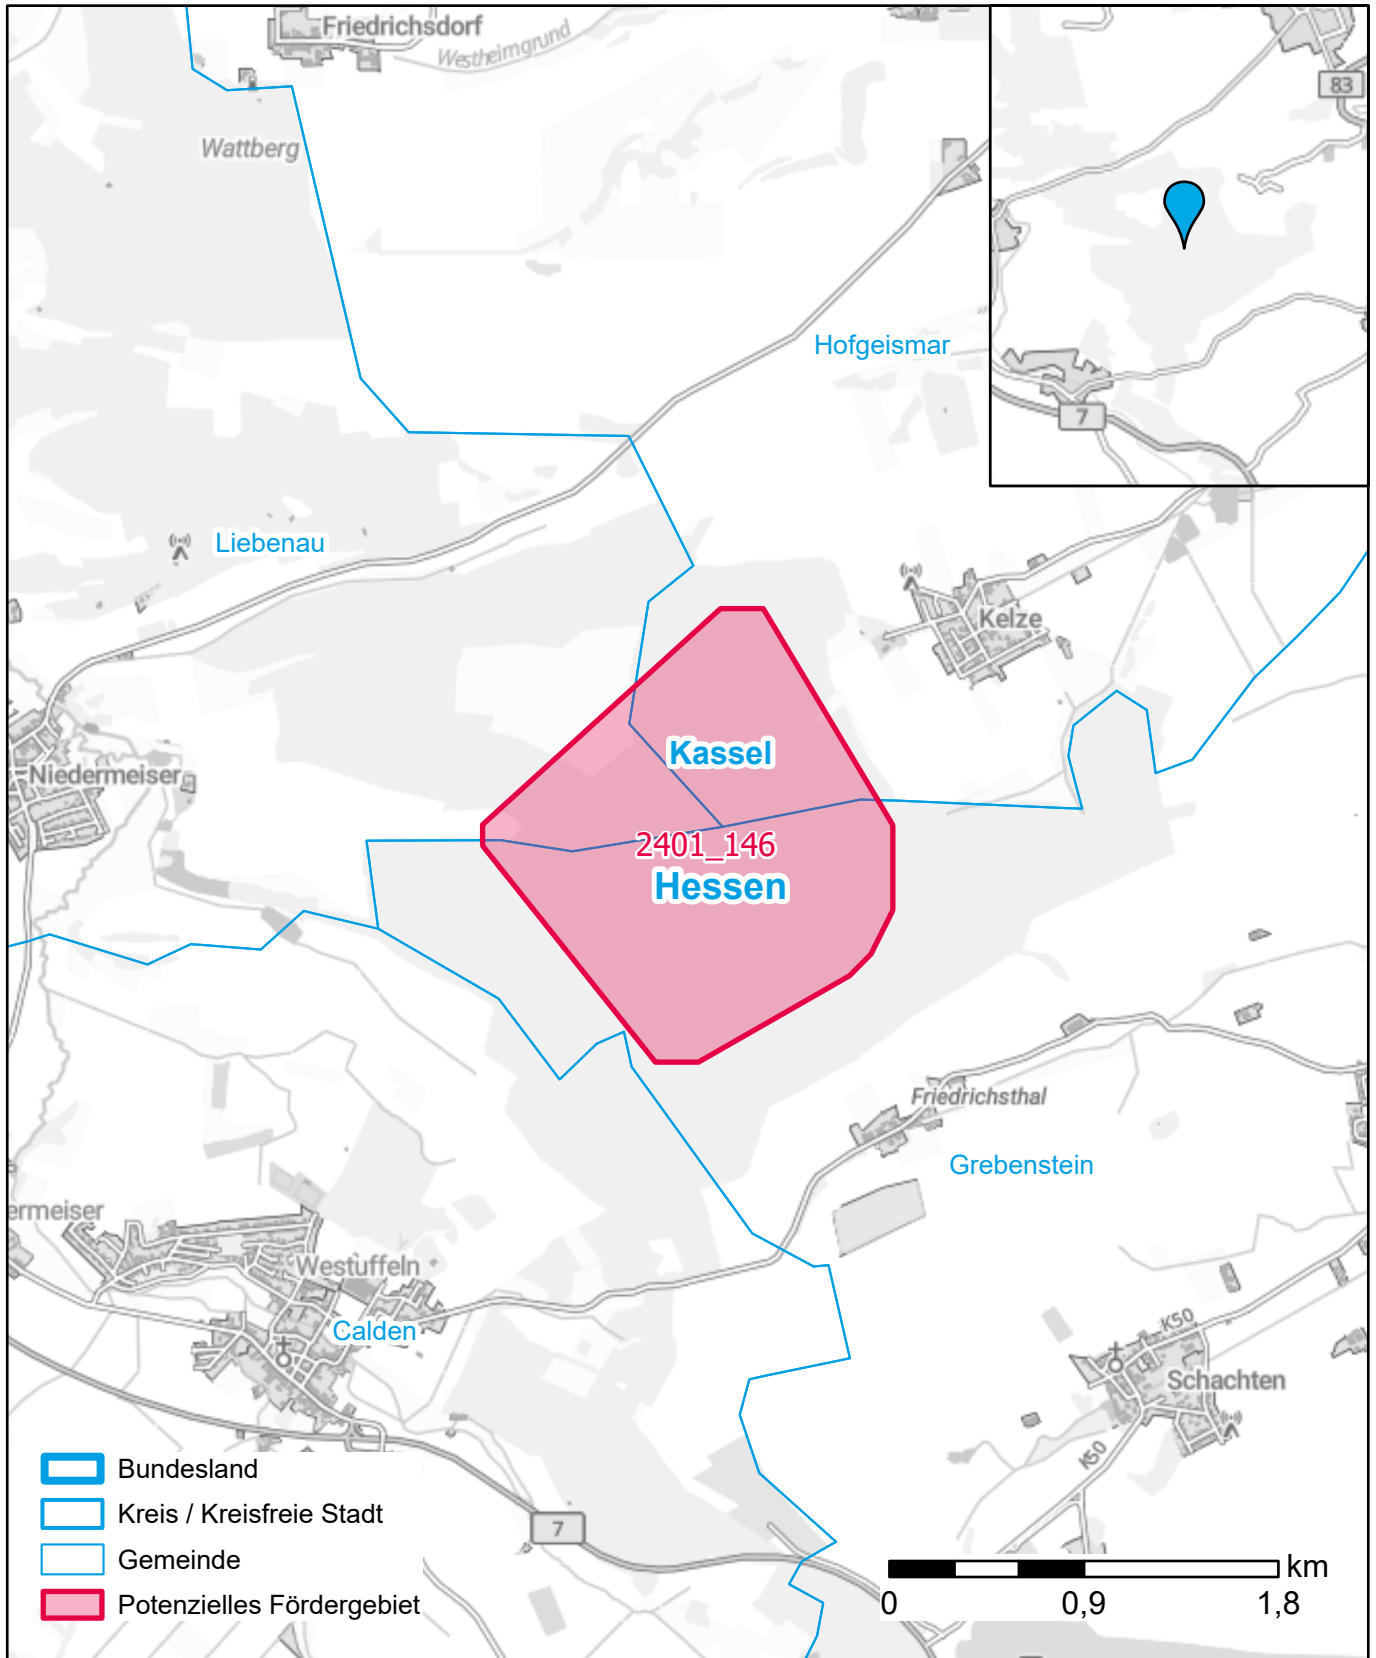 Friedrichsdorf
Westheimgrund
Wattberg
83
7
Hofgeismar
Liebenau
Kelze
Niedermeiser
Kassel
2401_146
Hessen
Friedrichsthal
Grebenstein
ermeiser
Westuffeln
Calden
K50
Schachten
K50
7
Bundesland
Kreis / Kreisfreie Stadt
Gemeinde
Potenzielles Fördergebiet
km
0 0,9 1,8